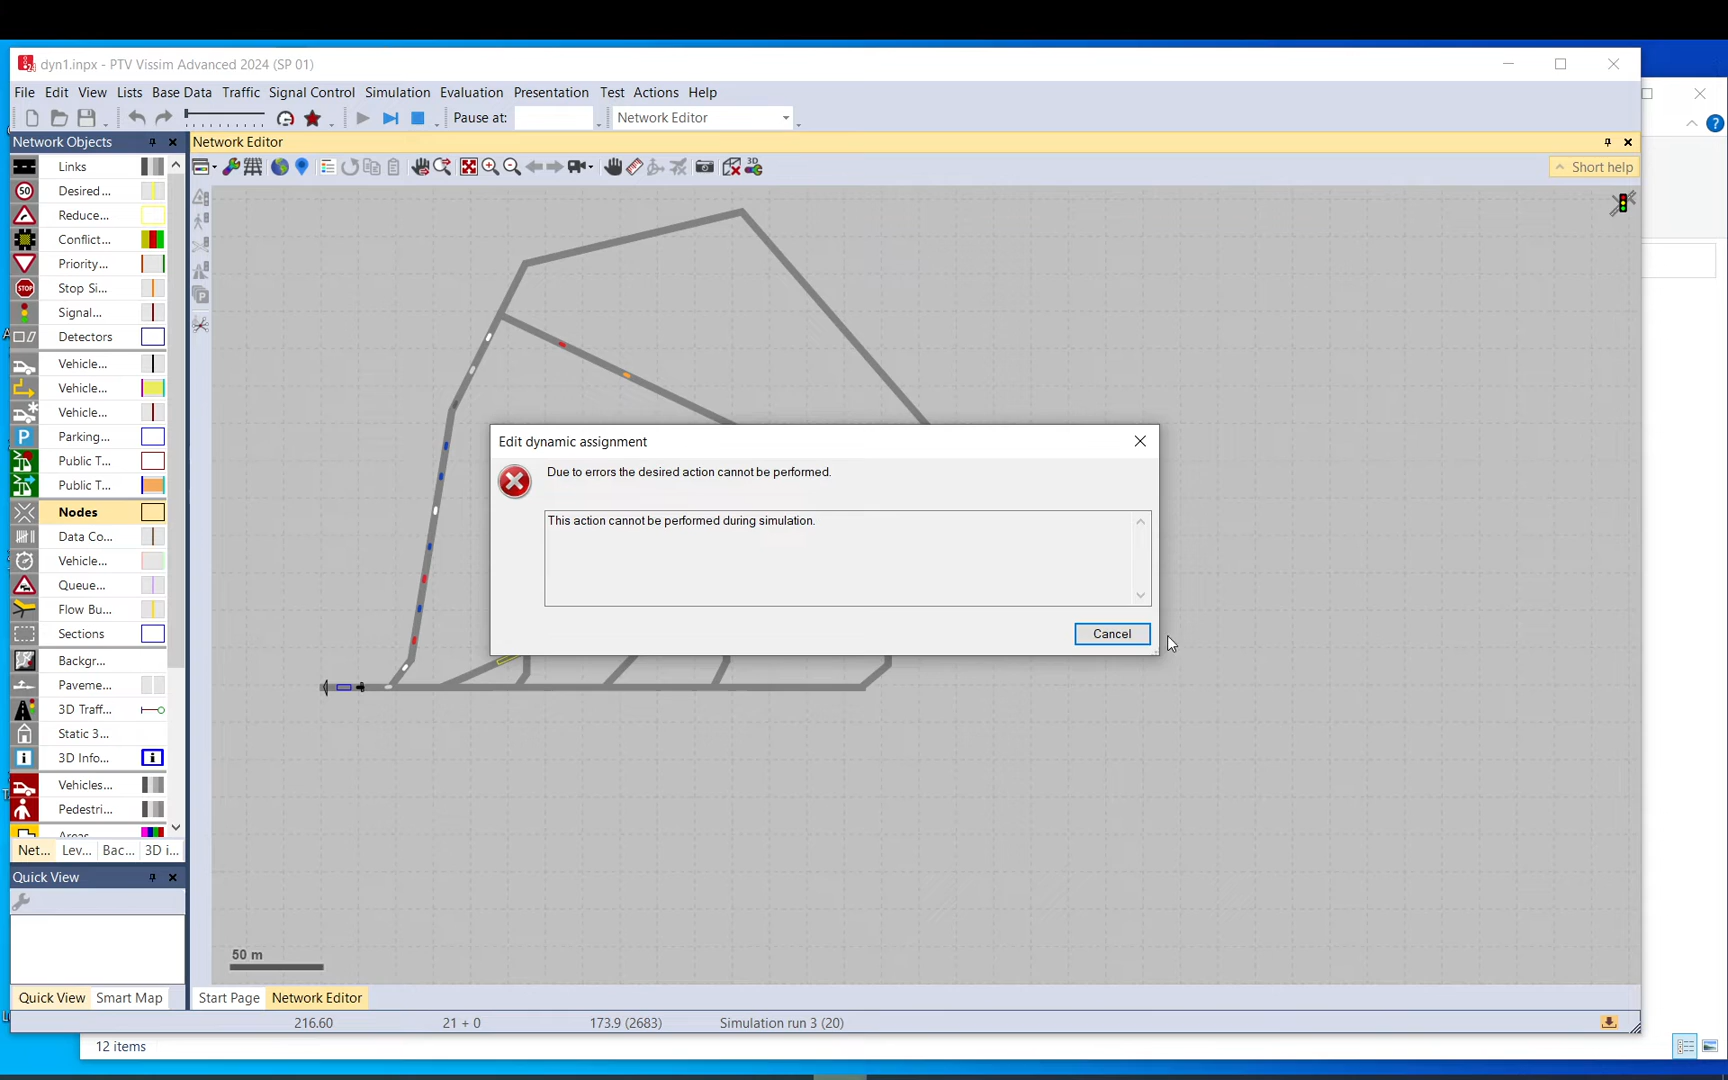 dyn1.inpx - PTV Vissim Advanced 2024 (SP 01)
File Edit View Lists Base Data Traffic Signal Control Simulation Evaluation Presentation Test Actions Help
Pause at:
Network Editor
Network Objects
Network Editor
Short help
Links
50
Desired...
Reduce...
Conflict...
Priority...
STOP
Stop Si...
Signal...
Detectors
Vehicle...
Vehicle...
Vehicle...
P
Parking...
Public T...
Public T...
Nodes
Data Co...
Vehicle...
Queue...
Flow Bu...
Sections
Backgr...
Paveme...
3D Traff...
Static 3...
3D Info...
Vehicles...
Pedestri...
Areas
Net... Lev... Bac... 3D i...
Quick View
Quick View Smart Map
Edit dynamic assignment
Due to errors the desired action cannot be performed.
This action cannot be performed during simulation.
Cancel
50 m
Start Page Network Editor
216.60 21 + 0 173.9 (2683) Simulation run 3 (20)
12 items